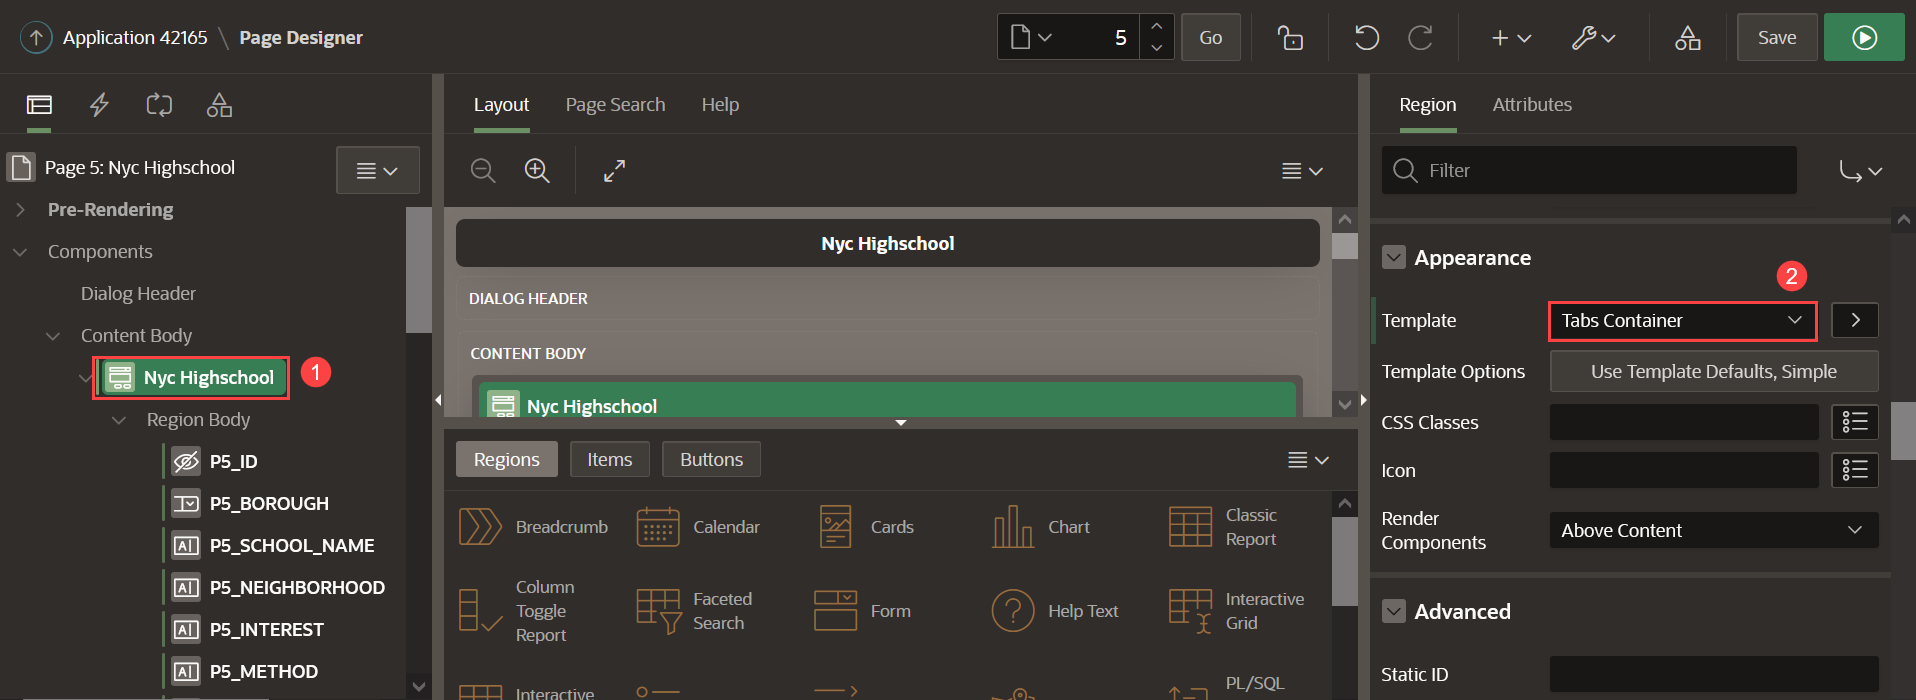 Application 42165 \ Page Designer
5
Go
Save
Layout
Page Search
Help
Region
Attributes
Page 5: Nyc Highschool
Filter
Pre-Rendering
Components
Dialog Header
Content Body
Nyc Highschool
1
Region Body
P5_ID
P5_BOROUGH
P5_SCHOOL_NAME
P5_NEIGHBORHOOD
P5_INTEREST
P5_METHOD
Nyc Highschool
DIALOG HEADER
CONTENT BODY
Nyc Highschool
Regions
Items
Buttons
Breadcrumb
Calendar
Cards
Chart
Classic
Report
Column
Toggle
Report
Faceted
Search
Form
Help Text
Interactive
Grid
Interactive
PL/SQL
Appearance
2
Template
Tabs Container
Template Options
Use Template Defaults, Simple
CSS Classes
Icon
Render
Components
Above Content
Advanced
Static ID